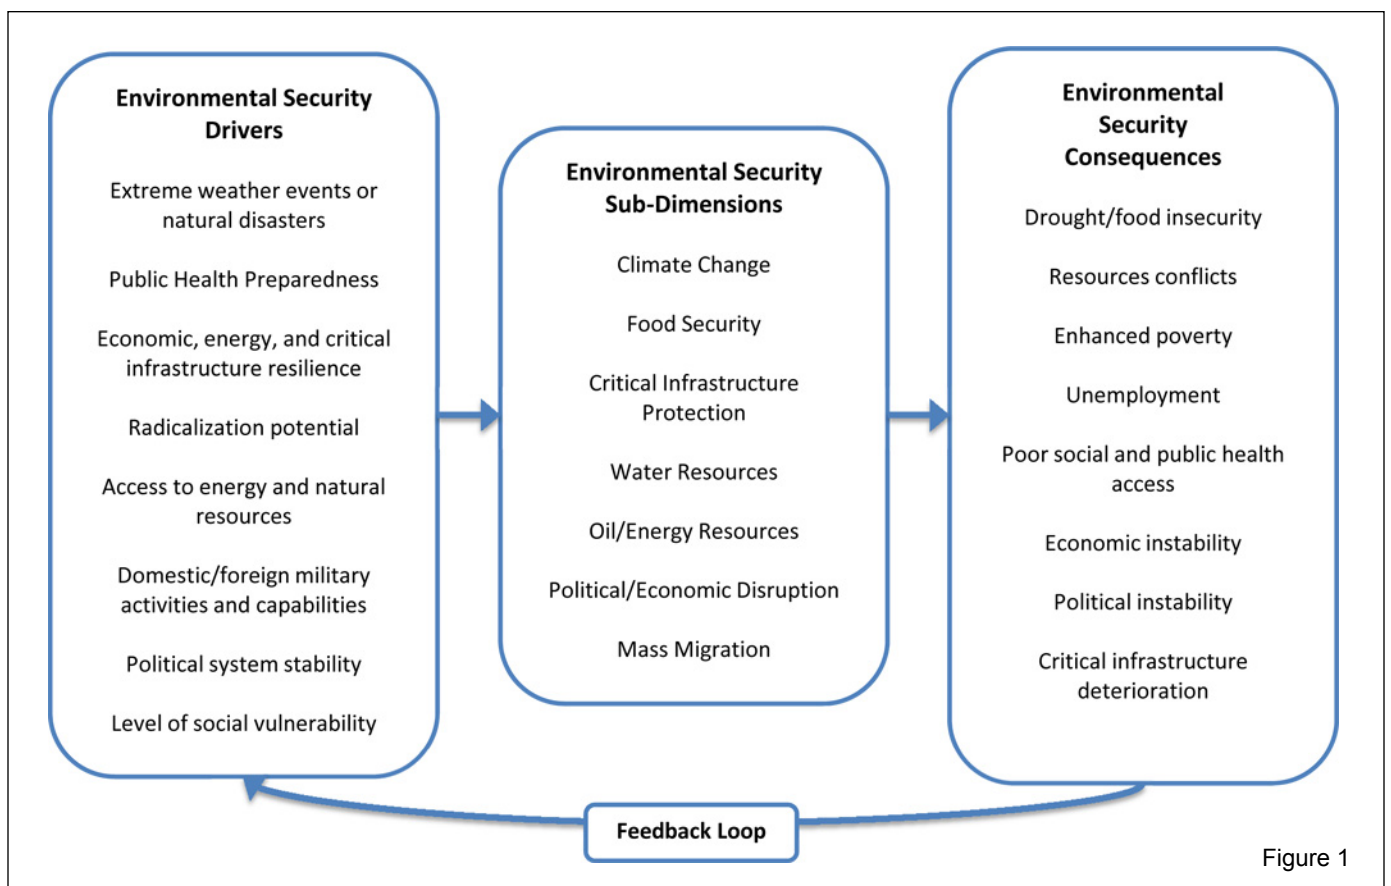 Environmental Security
Drivers
Extreme weather events or
natural disasters
Public Health Preparedness
Economic, energy, and critical
infrastructure resilience
Radicalization potential
Access to energy and natural
resources
Domestic/foreign military
activities and capabilities
Political system stability
Level of social vulnerability
Environmental Security
Sub-Dimensions
Climate Change
Food Security
Critical Infrastructure
Protection
Water Resources
Oil/Energy Resources
Political/Economic Disruption
Mass Migration
Environmental
Security
Consequences
Drought/food insecurity
Resources conflicts
Enhanced poverty
Unemployment
Poor social and public health
access
Economic instability
Political instability
Critical infrastructure
deterioration
Feedback Loop
Figure 1